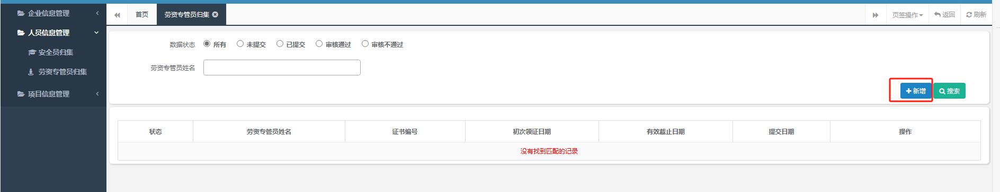 企业信息管理
人员信息管理
安全员归集
劳资专管员归集
项目信息管理
首页 劳资专管员归集 页签操作 返回 刷新
数据状态 所有 未提交 已提交 审核通过 审核不通过
劳资专管员姓名
新增 搜索
状态 劳资专管员姓名 证书编号 初次领证日期 有效截止日期 提交日期 操作
没有找到匹配的记录